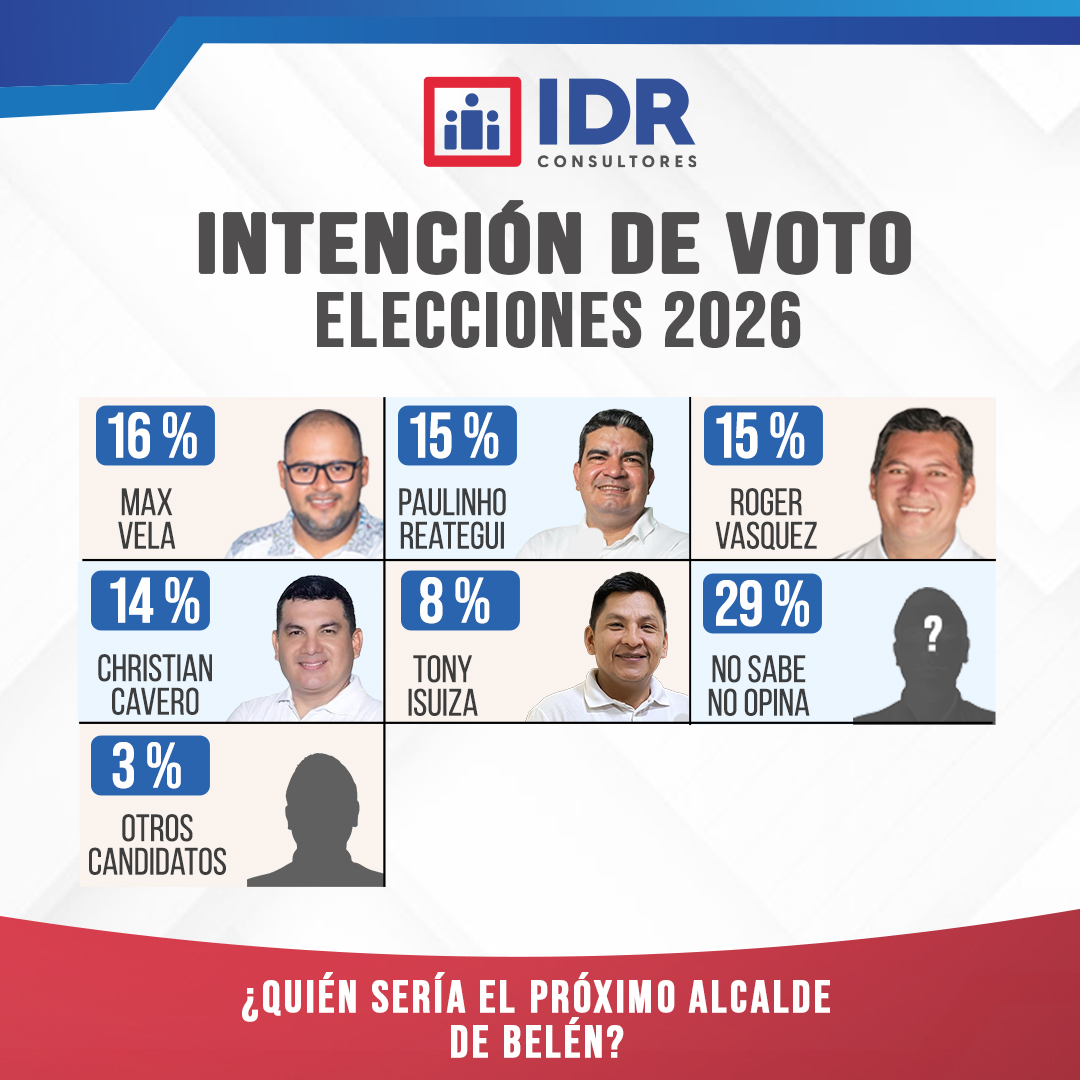 IDR
CONSULTORES
INTENCIÓN DE VOTO
ELECCIONES 2026
16 %
MAX
VELA
15 %
PAULINHO
REATEGUI
15 %
ROGER
VASQUEZ
14 %
CHRISTIAN
CAVERO
8 %
TONY
ISUIZA
29 %
?
NO SABE
NO OPINA
3 %
OTROS
CANDIDATOS
¿QUIÉN SERÍA EL PRÓXIMO ALCALDE
DE BELÉN?